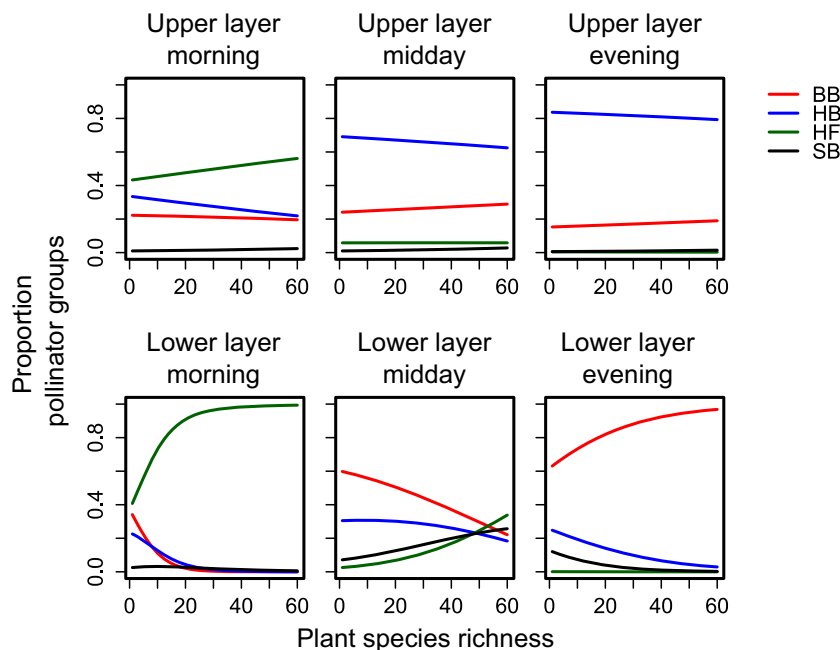 Upper layer
morning
Upper layer
midday
Upper layer
evening
BB
HB
HF
SB
0.0
0.4
0.8
0
20
40
60
0
20
40
60
0
20
40
60
Proportion
pollinator groups
Lower layer
morning
Lower layer
midday
Lower layer
evening
0.0
0.4
0.8
0
20
40
60
0
20
40
60
0
20
40
60
Plant species richness